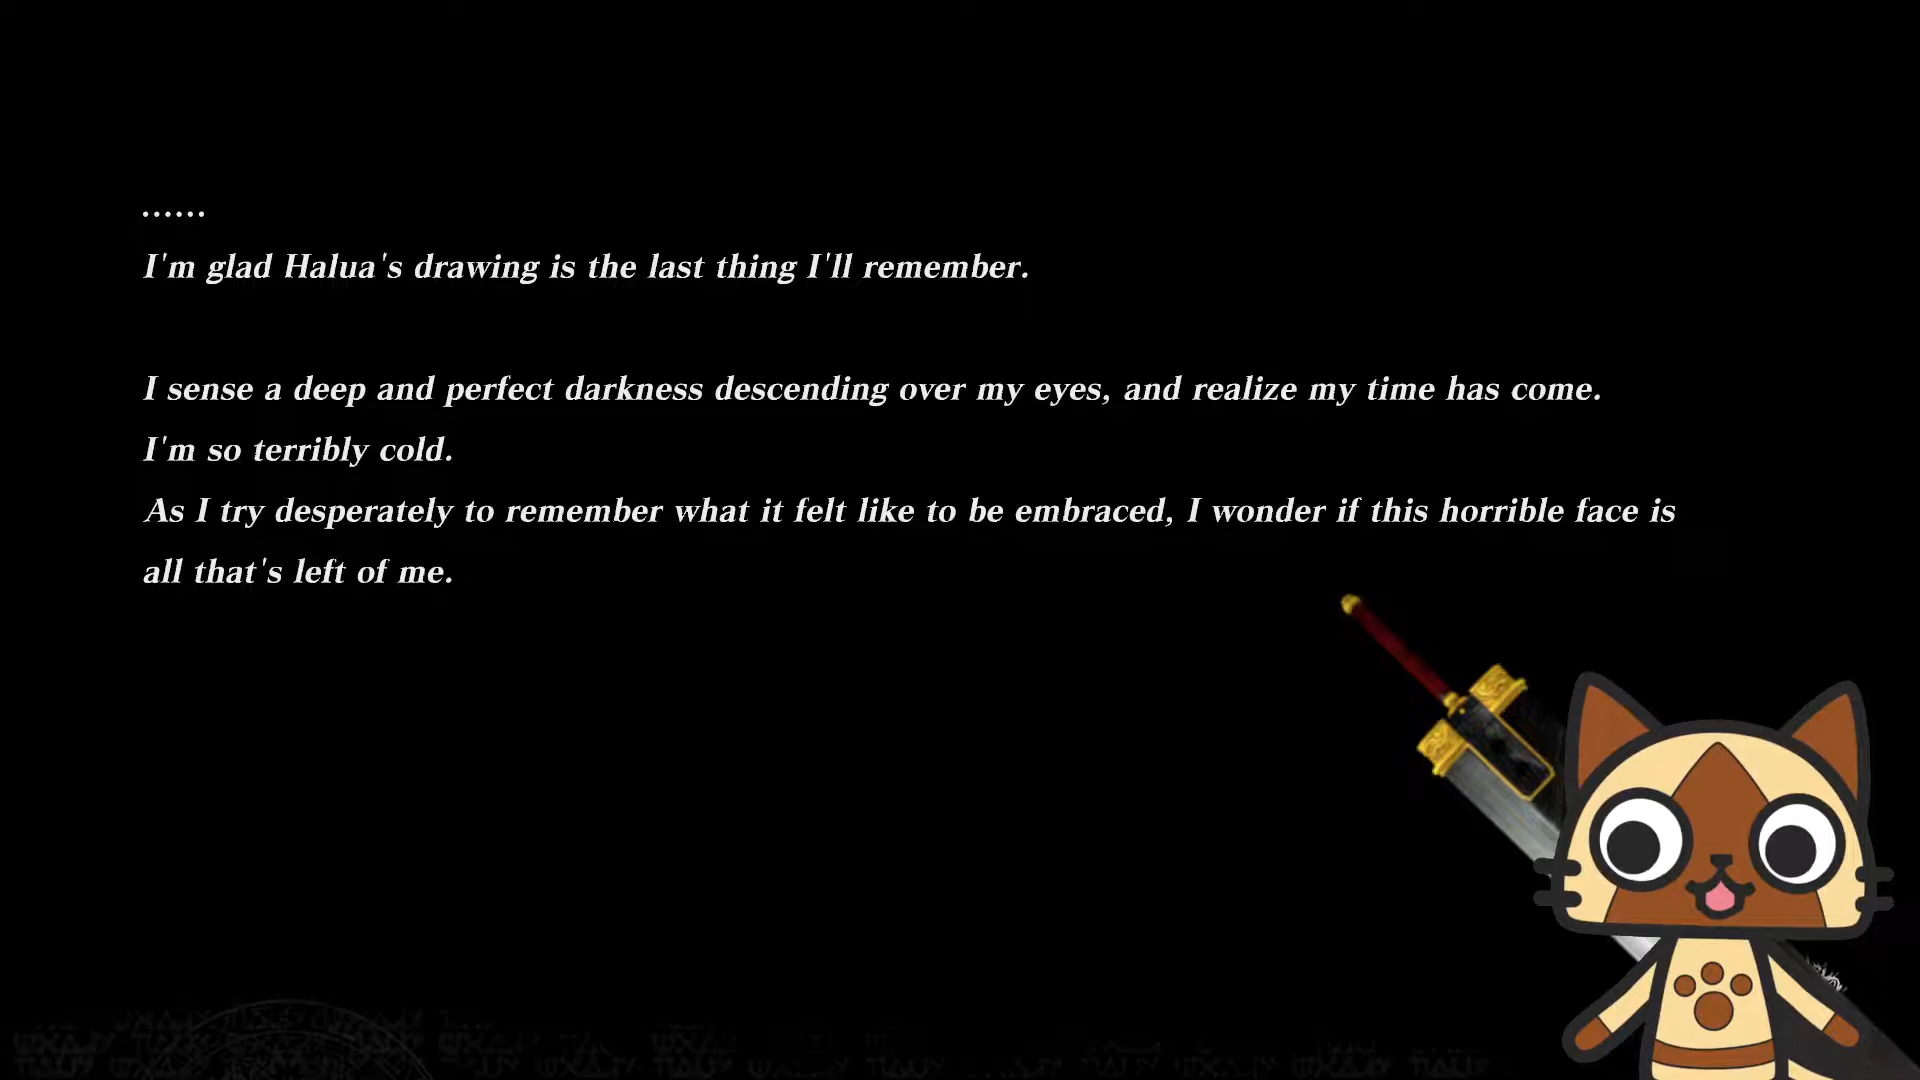 ......
I'm glad Halua's drawing is the last thing I'll remember.
I sense a deep and perfect darkness descending over my eyes, and realize my time has come.
I'm so terribly cold.
As I try desperately to remember what it felt like to be embraced, I wonder if this horrible face is
all that's left of me.